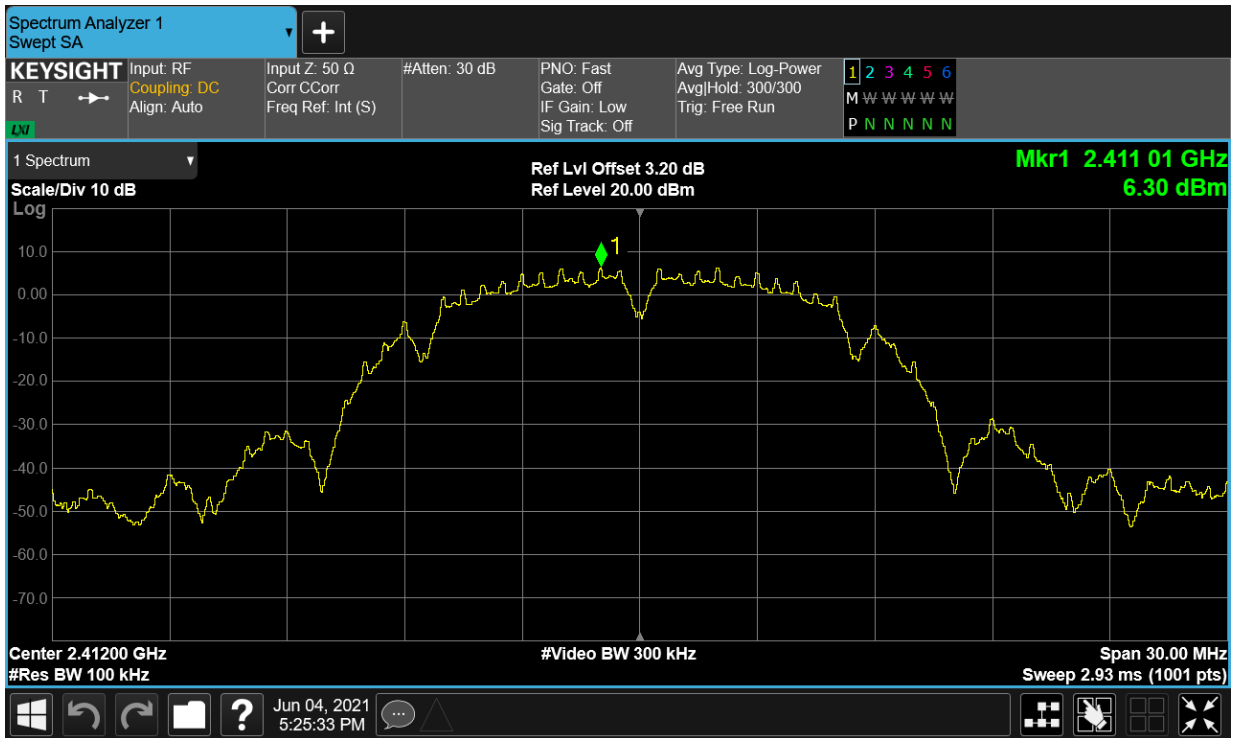 Spectrum Analyzer 1
Swept SA
KEYSIGHT
R T
LXI
Input: RF
Coupling: DC
Align: Auto
Input Z: 50 Ω
Corr CCorr
Freq Ref: Int (S)
#Atten: 30 dB
PNO: Fast
Gate: Off
IF Gain: Low
Sig Track: Off
Avg Type: Log-Power
Avg|Hold: 300/300
Trig: Free Run
1 2 3 4 5 6
M W W W W W
P N N N N N
1 Spectrum
Scale/Div 10 dB
Log
Ref Lvl Offset 3.20 dB
Ref Level 20.00 dBm
Mkr1 2.411 01 GHz
6.30 dBm
1
10.0
0.00
-10.0
-20.0
-30.0
-40.0
-50.0
-60.0
-70.0
Center 2.41200 GHz
#Res BW 100 kHz
#Video BW 300 kHz
Span 30.00 MHz
Sweep 2.93 ms (1001 pts)
?
Jun 04, 2021
5:25:33 PM